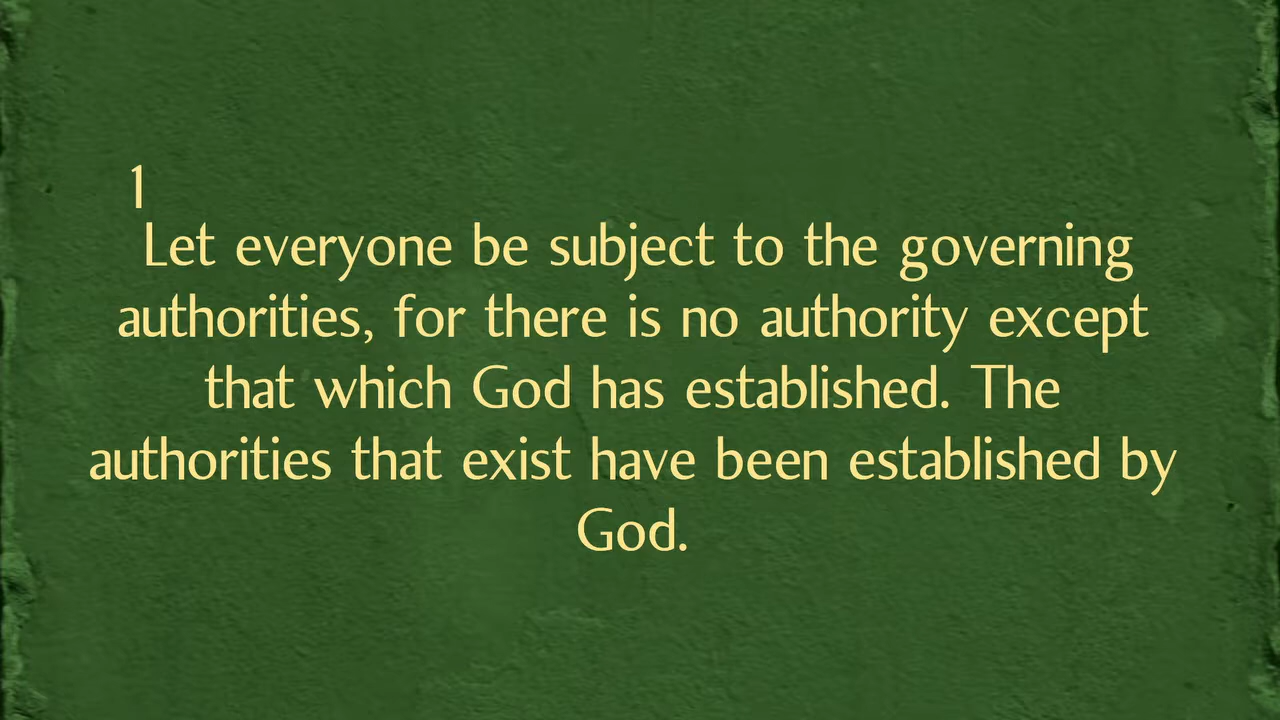 1
Let everyone be subject to the governing
authorities, for there is no authority except
that which God has established. The
authorities that exist have been established by
God.